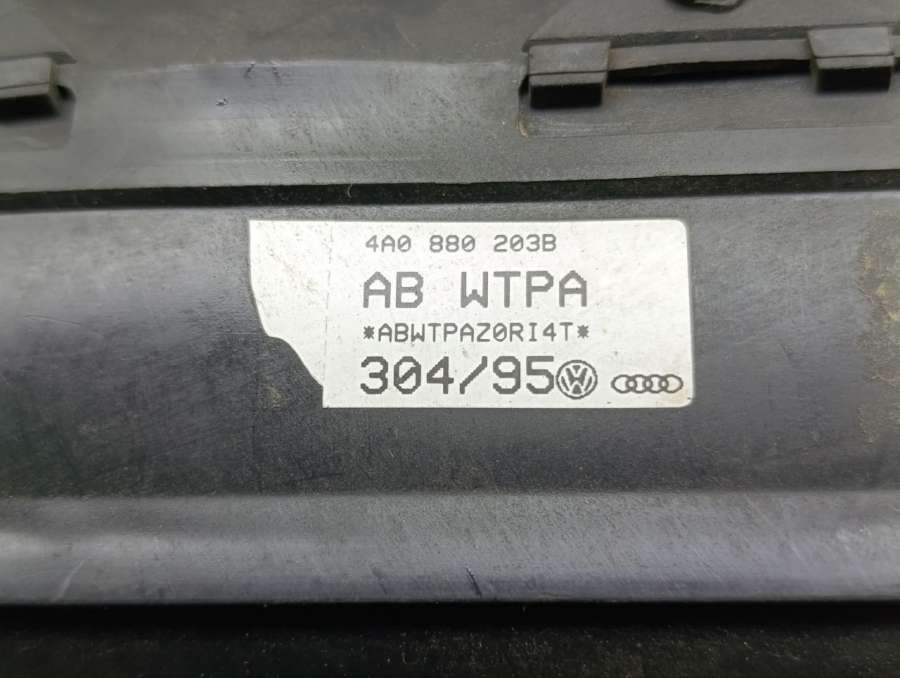 4A0 880 203B
AB WTPA
*ABWTPAZ0RI4T*
304/95